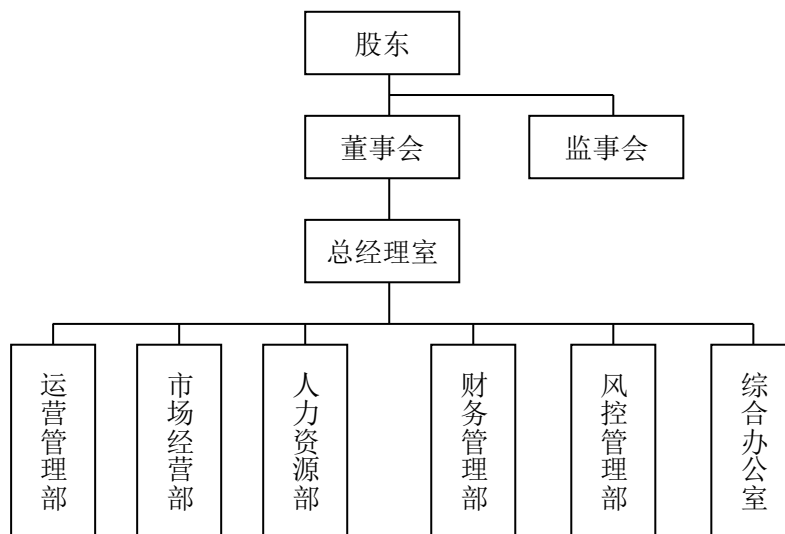 股东
董事会
监事会
总经理室
运营管理部
市场经营部
人力资源部
财务管理部
风控管理部
综合办公室